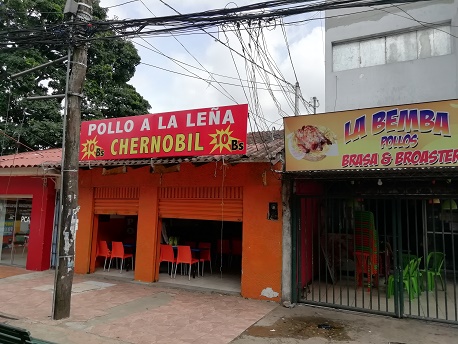 POLLO A LA LEÑA
10 Bs CHERNOBIL 10 Bs
LA BEMBA
POLLOS
BRASA & BROASTER